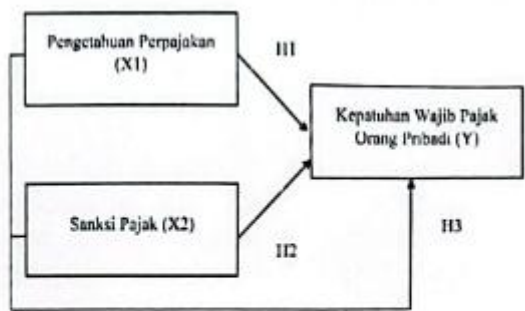 Pengetahuan Perpajakan
(X1)
H1
Kepatuhan Wajib Pajak
Orang Pribadi (Y)
Sanksi Pajak (X2)
H2
H3